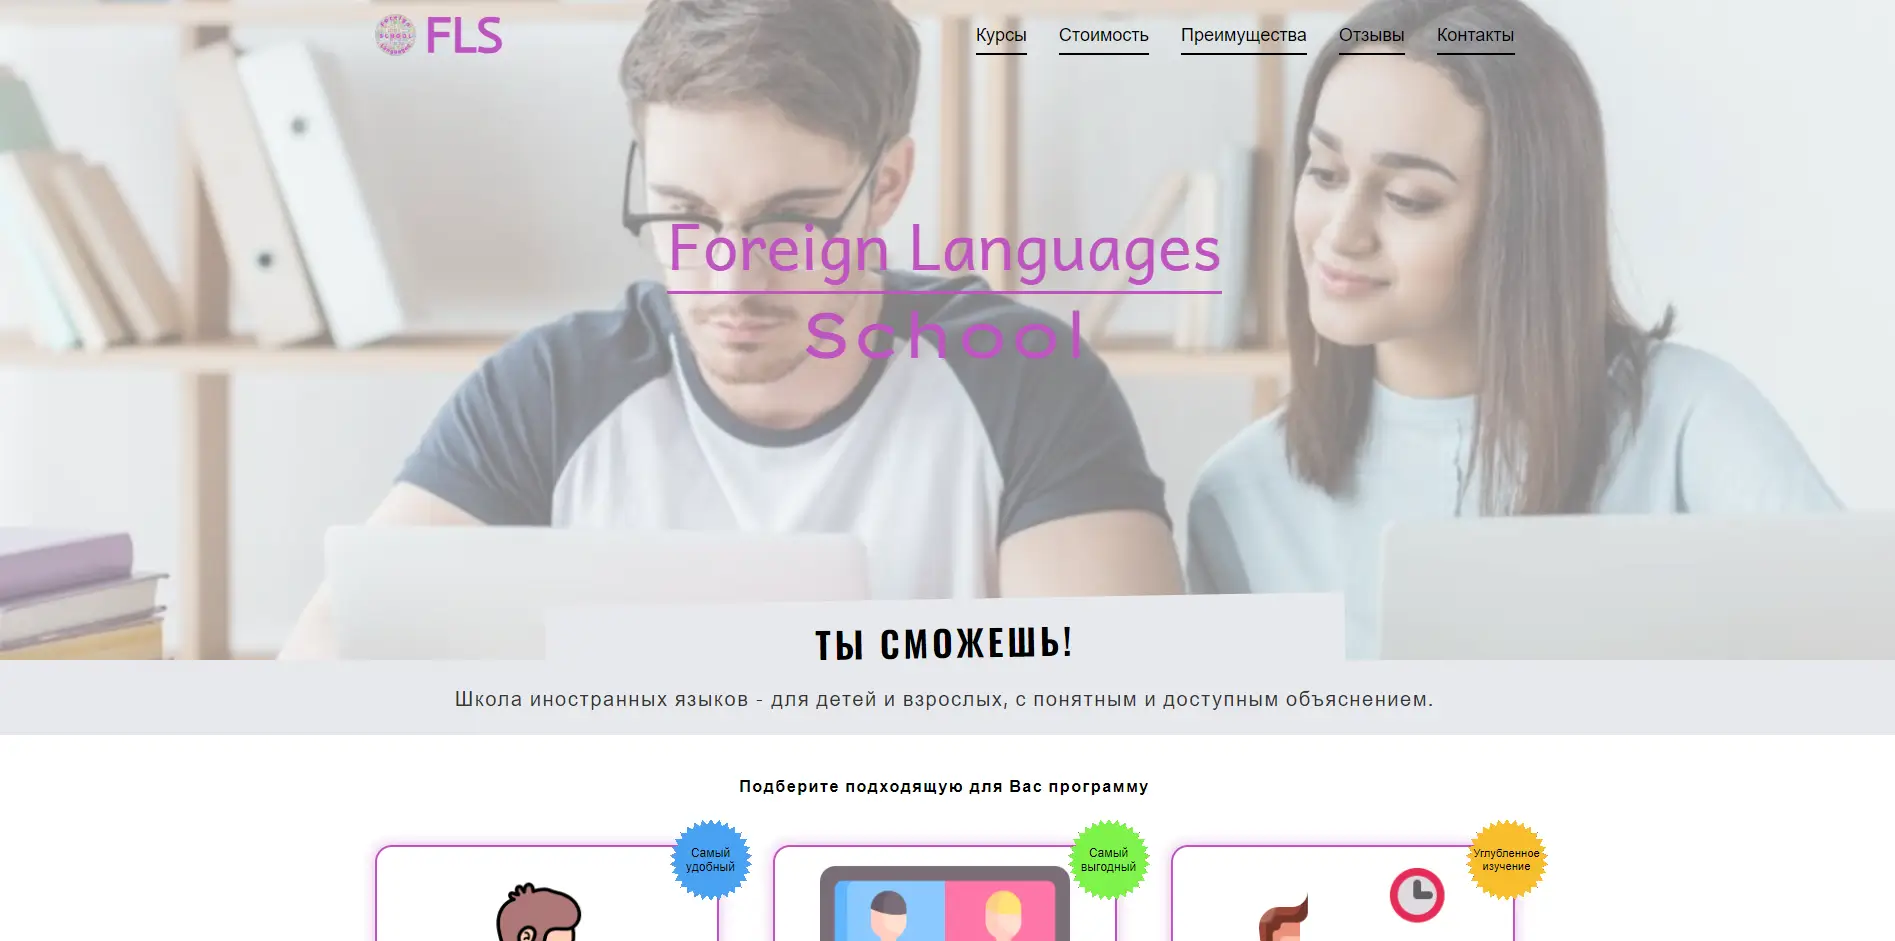 FLS
Курсы
Стоимость
Преимущества
Отзывы
Контакты
Foreign Languages
School
ТЫ СМОЖЕШЬ!
Школа иностранных языков - для детей и взрослых, с понятным и доступным объяснением.
Подберите подходящую для Вас программу
Самый
удобный
Самый
выгодный
Углубленное
изучение